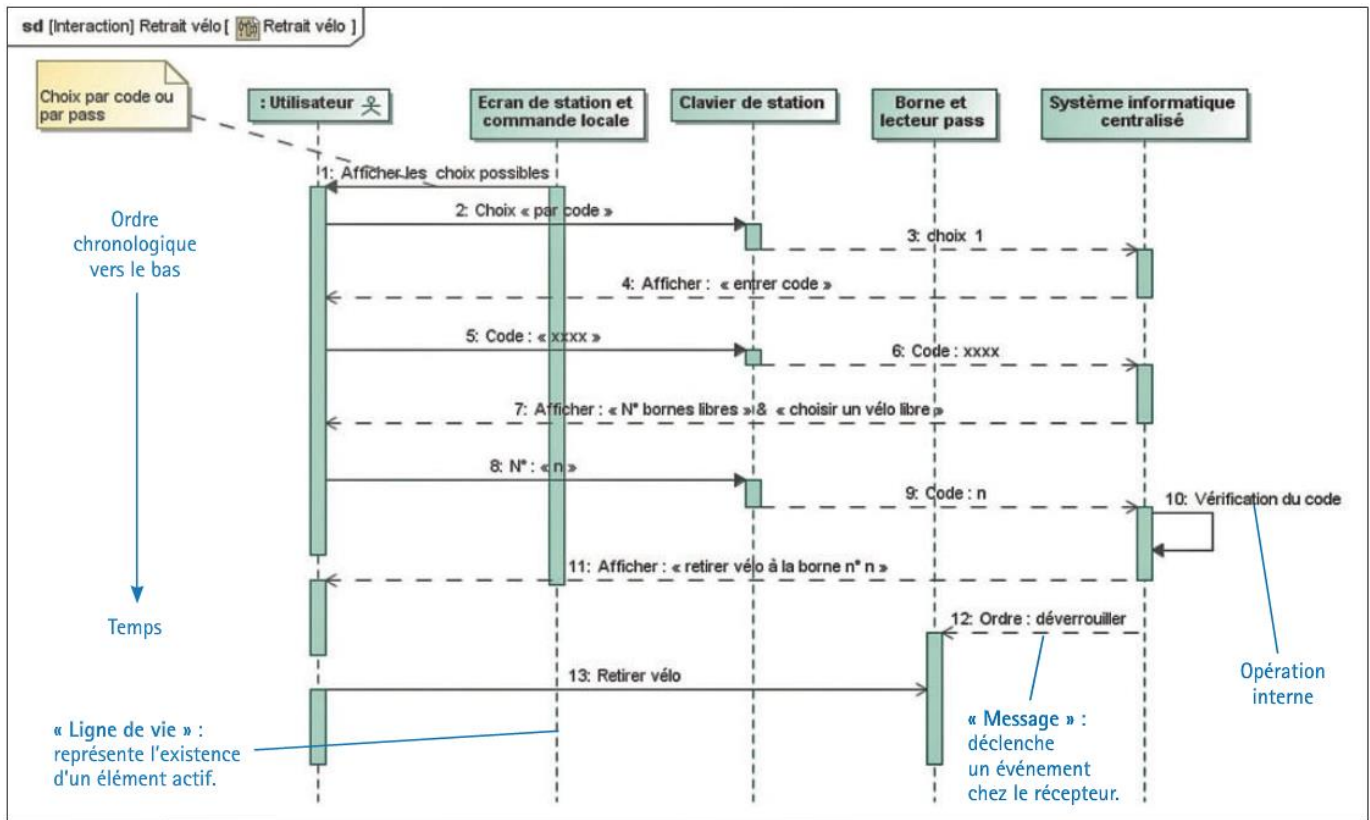 sd [Interaction] Retrait vélo [ Retrait vélo ]
Choix par code ou
par pass
: Utilisateur
Ecran de station et
commande locale
Clavier de station
Borne et
lecteur pass
Système informatique
centralisé
1: Afficher les choix possibles
Ordre
chronologique
vers le bas
2: Choix « par code »
3: choix 1
4: Afficher : « entrer code »
5: Code : « xxxx »
6: Code : xxxx
7: Afficher : « N° bornes libres » & « choisir un vélo libre »
8: N° : « n »
9: Code : n
10: Vérification du code
11: Afficher : « retirer vélo à la borne n° n »
Temps
12: Ordre : déverrouiller
13: Retirer vélo
Opération
interne
« Ligne de vie » :
représente l'existence
d'un élément actif.
« Message » :
déclenche
un événement
chez le récepteur.